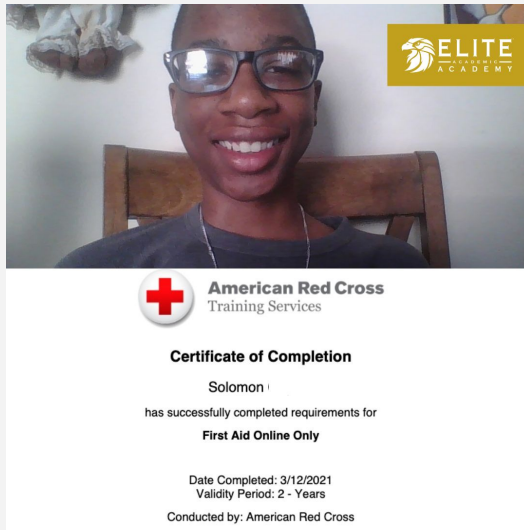 ELITE
ACADEMIC
ACADEMY
American Red Cross
Training Services
Certificate of Completion
Solomon
has successfully completed requirements for
First Aid Online Only
Date Completed: 3/12/2021
Validity Period: 2 - Years
Conducted by: American Red Cross